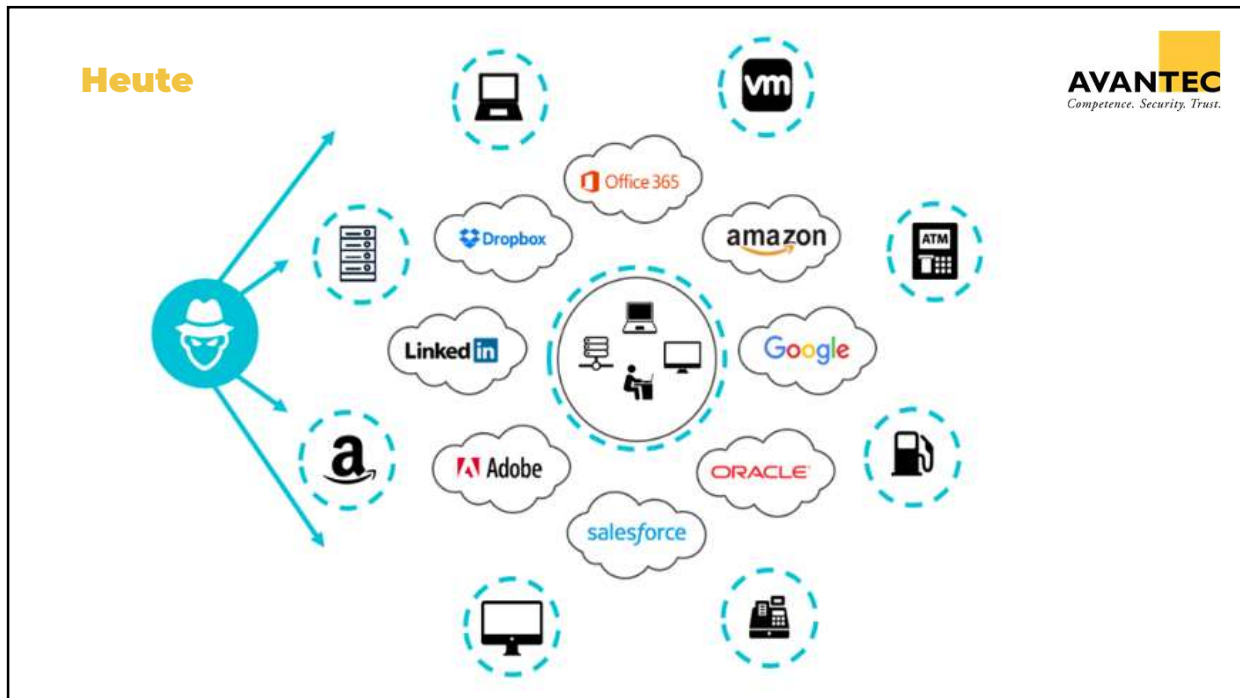 Heute
AVANTEC
Competence. Security. Trust.
vm
Office 365
Dropbox
amazon
ATM
LinkedIn
Google
a
Adobe
ORACLE
salesforce